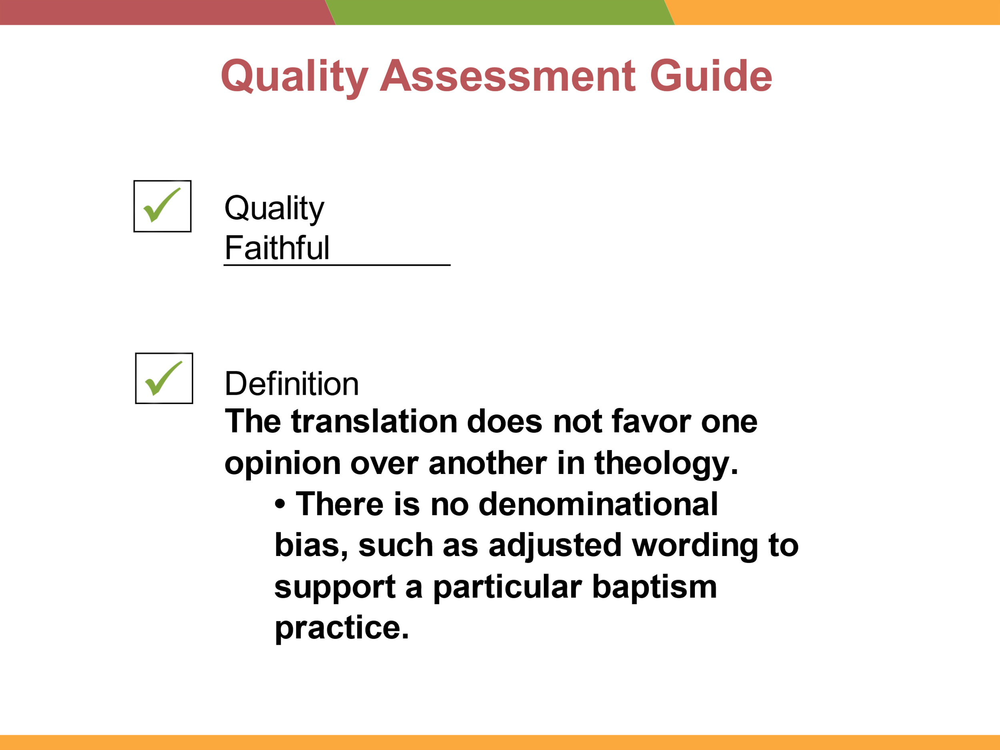 Quality Assessment Guide
Quality
Faithful
Definition
The translation does not favor one
opinion over another in theology.
• There is no denominational
bias, such as adjusted wording to
support a particular baptism
practice.